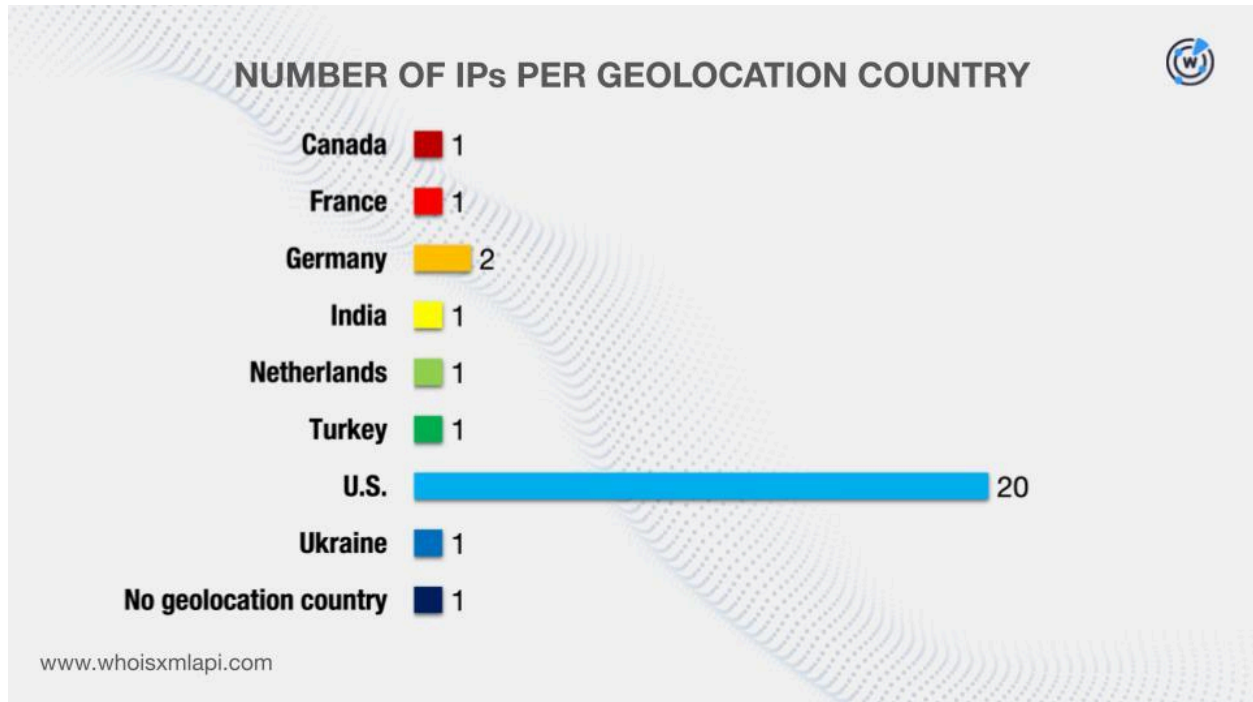 NUMBER OF IPs PER GEOLOCATION COUNTRY
W
Canada 1
France 1
Germany 2
India 1
Netherlands 1
Turkey 1
U.S. 20
Ukraine 1
No geolocation country 1
www.whoisxmlapi.com